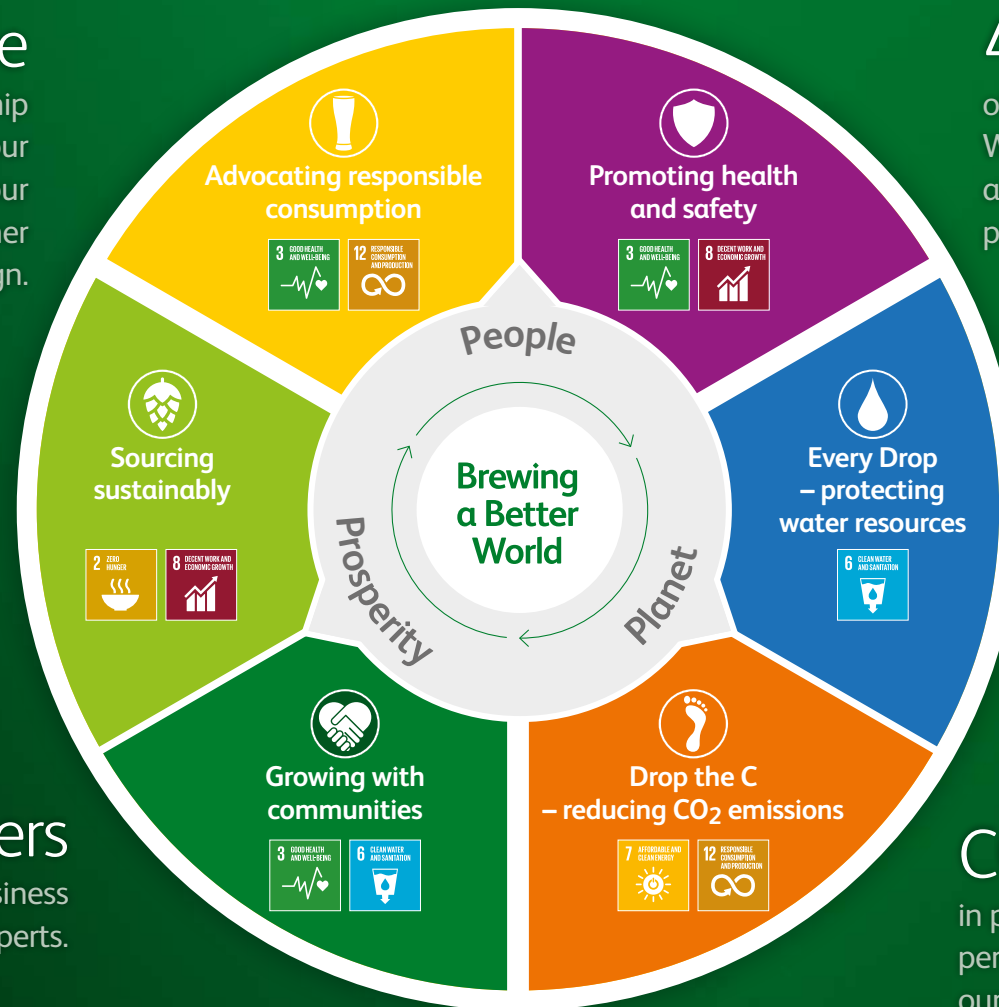 Advocating responsible
consumption
3 GOOD HEALTH
AND WELL-BEING
12 RESPONSIBLE
CONSUMPTION
AND PRODUCTION
Promoting health
and safety
3 GOOD HEALTH
AND WELL-BEING
8 DECENT WORK AND
ECONOMIC GROWTH
Every Drop
– protecting
water resources
6 CLEAN WATER
AND SANITATION
Drop the C
– reducing CO2 emissions
7 AFFORDABLE AND
CLEAN ENERGY
12 RESPONSIBLE
CONSUMPTION
AND PRODUCTION
Growing with
communities
3 GOOD HEALTH
AND WELL-BEING
6 CLEAN WATER
AND SANITATION
Sourcing
sustainably
2 ZERO
HUNGER
8 DECENT WORK AND
ECONOMIC GROWTH
People
Planet
Prosperity
Brewing
a Better
World
in